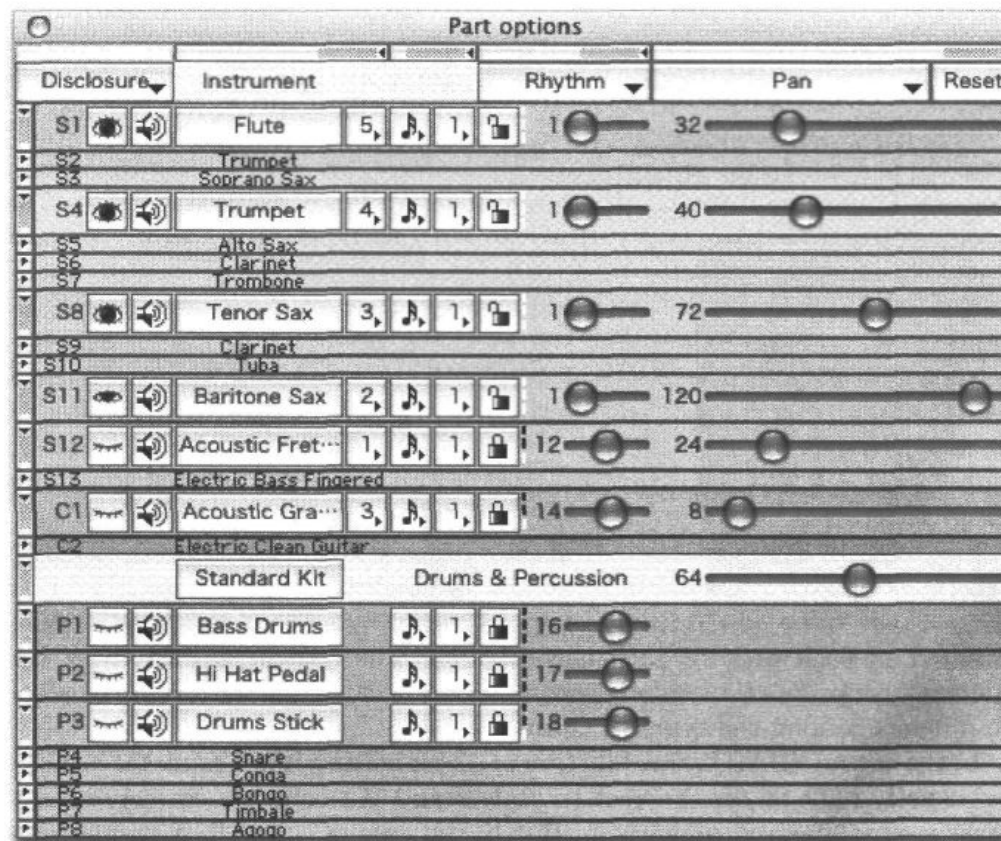 Part options
Disclosure Instrument Rhythm Pan Reset
S1 Flute 5 1 1 32
S2 Trumpet
S3 Soprano Sax
S4 Trumpet 4 1 1 40
S5 Alto Sax
S6 Clarinet
S7 Trombone
S8 Tenor Sax 3 1 1 72
S9 Clarinet
S10 Tuba
S11 Baritone Sax 2 1 1 120
S12 Acoustic Fret··· 1 1 12 24
S13 Electric Bass Fingered
C1 Acoustic Gra··· 3 1 14 8
C2 Electric Clean Guitar
Standard Kit Drums & Percussion 64
P1 Bass Drums 1 16
P2 Hi Hat Pedal 1 17
P3 Drums Stick 1 18
P4 Snare
P5 Conga
P6 Bongo
P7 Timbale
P8 Agogo